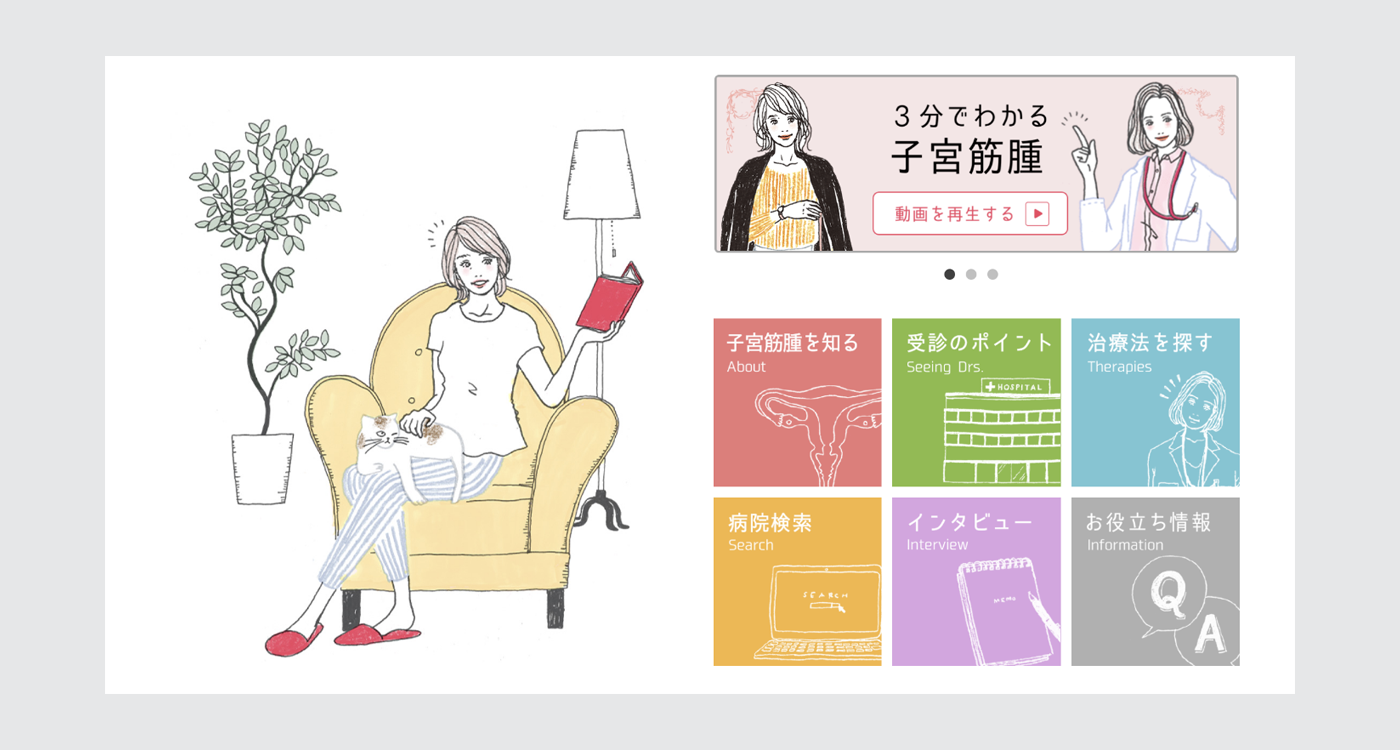 3分でわかる
子宮筋腫
動画を再生する
子宮筋腫を知る
About
受診のポイント
Seeing Drs.
HOSPITAL
治療法を探す
Therapies
病院検索
Search
SEARCH
インタビュー
Interview
MEMO
お役立ち情報
Information
Q
A